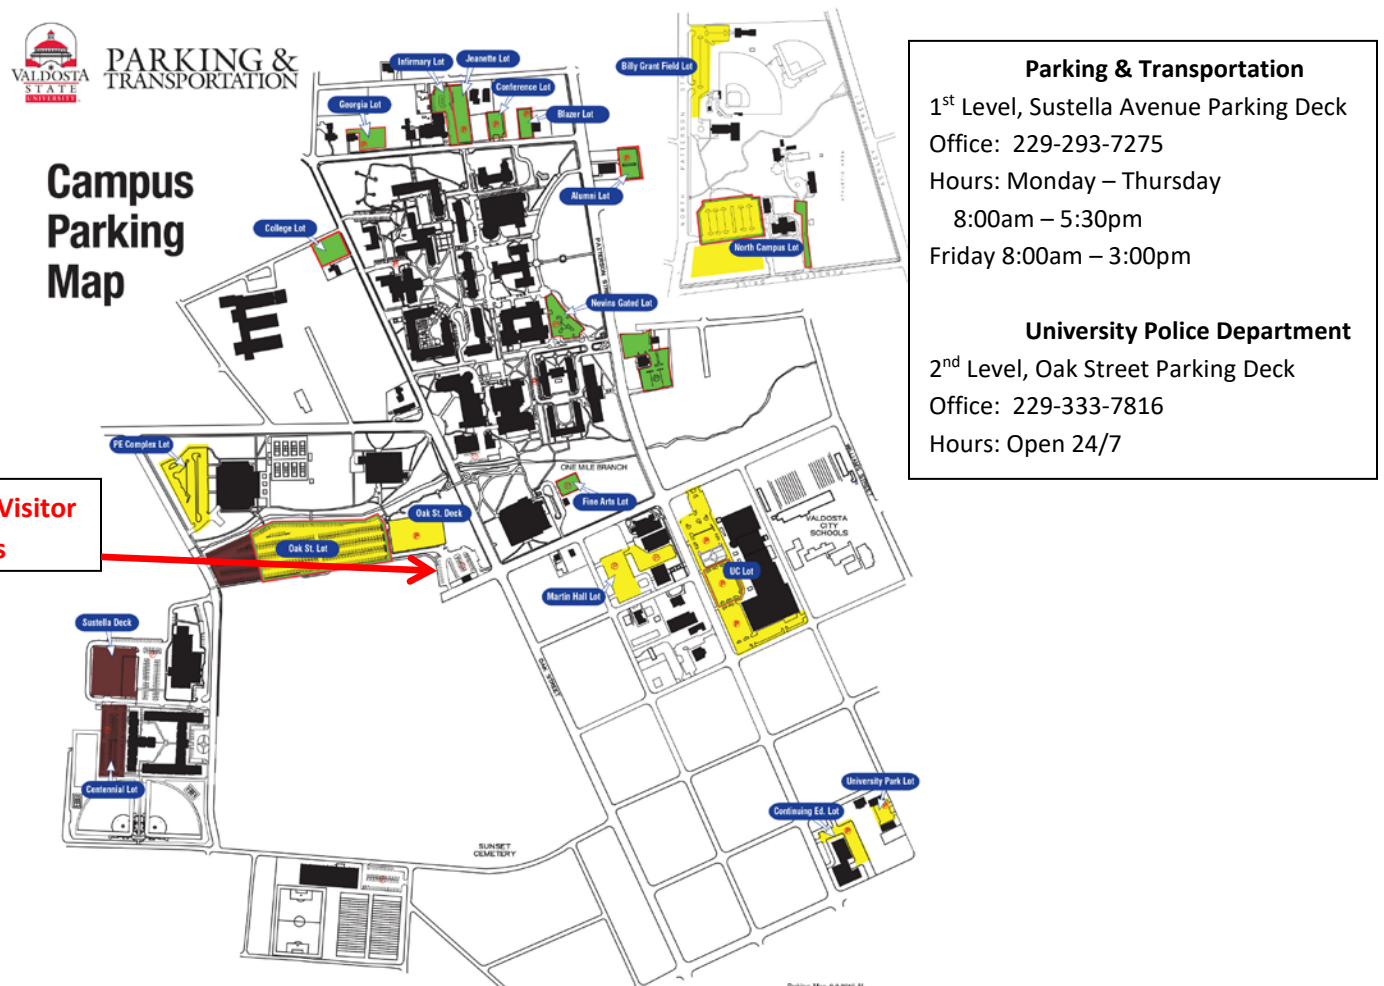 VALDOSTA
STATE
UNIVERSITY
PARKING &
TRANSPORTATION
Campus
Parking
Map
Infirmary Lot
Jeanette Lot
Conference Lot
Georgia Lot
Blazer Lot
Alumni Lot
College Lot
Nevins Gated Lot
PATTERSON
Billy Grant Field Lot
NORTH PATTERSON
North Campus Lot
Parking & Transportation
1st Level, Sustella Avenue Parking Deck
Office: 229-293-7275
Hours: Monday – Thursday
8:00am – 5:30pm
Friday 8:00am – 3:00pm
University Police Department
2nd Level, Oak Street Parking Deck
Office: 229-333-7816
Hours: Open 24/7
PE Complex Lot
Visitor
s
Oak St. Deck
Oak St. Lot
ONE MILE BRANCH
Fine Arts Lot
VALDOSTA
CITY
SCHOOLS
UC Lot
Martin Hall Lot
Sustella Deck
Centennial Lot
SUNSET
CEMETERY
University Park Lot
Continuing Ed. Lot